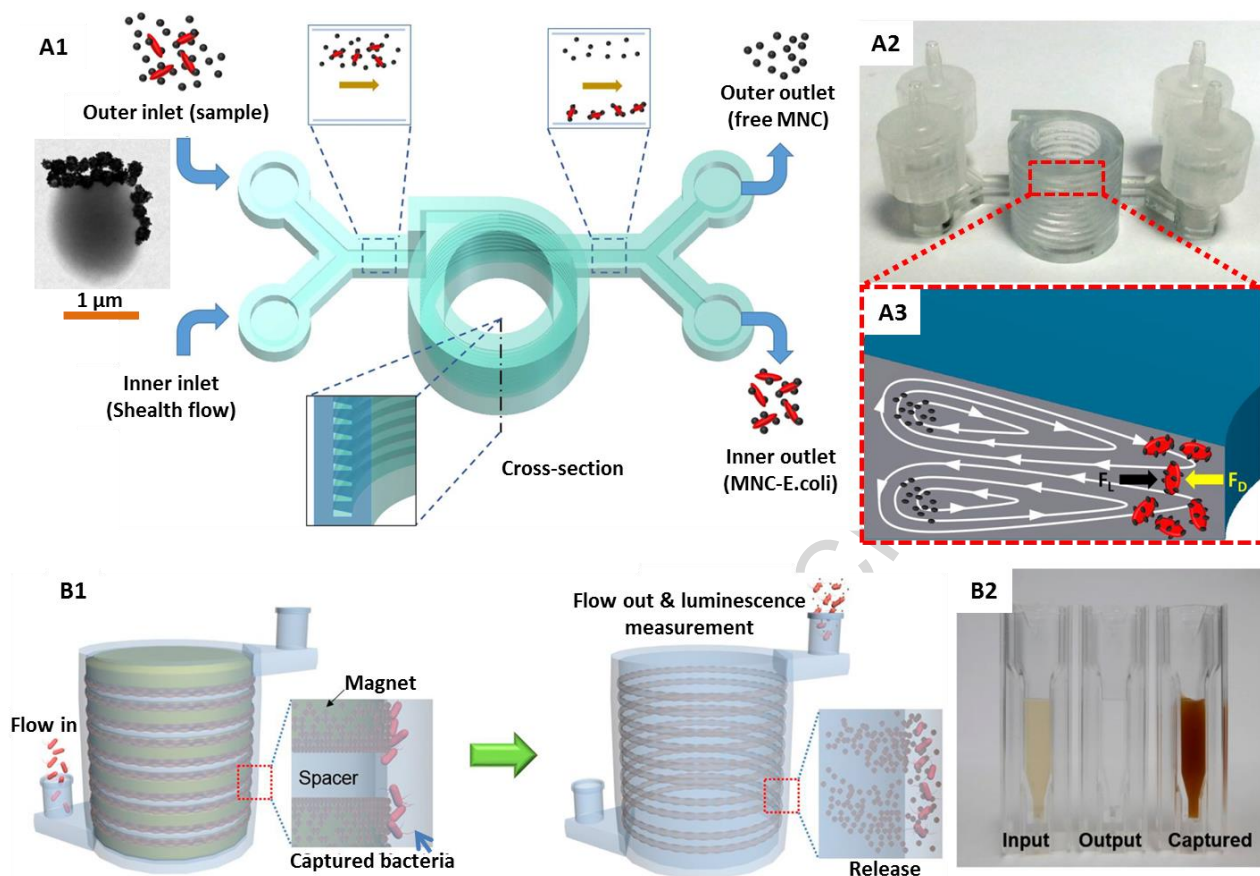 A1
Outer inlet (sample)
1 μm
Inner inlet
(Shealth flow)
Cross-section
Outer outlet
(free MNC)
Inner outlet
(MNC-E.coli)
A2
A3
F_L
F_D
B1
Flow in
Magnet
Spacer
Captured bacteria
Flow out & luminescence
measurement
Release
B2
Input Output Captured